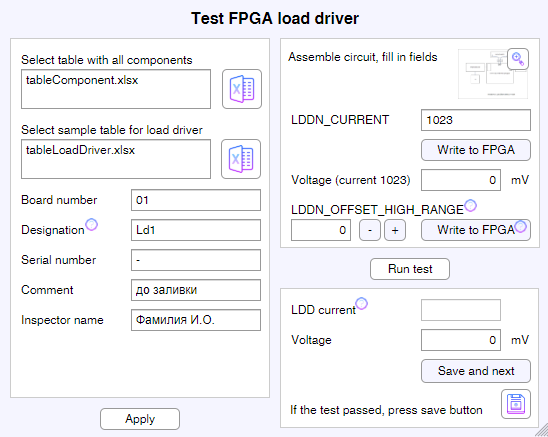 Test FPGA load driver
Select table with all components
tableComponent.xlsx
Select sample table for load driver
tableLoadDriver.xlsx
Board number 01
Designation Ld1
Serial number -
Comment до заливки
Inspector name Фамилия И.О.
Apply
Assemble circuit, fill in fields
LDDN_CURRENT 1023
Write to FPGA
Voltage (current 1023) 0 mV
LDDN_OFFSET_HIGH_RANGE
0 - + Write to FPGA
Run test
LDD current
Voltage 0 mV
Save and next
If the test passed, press save button